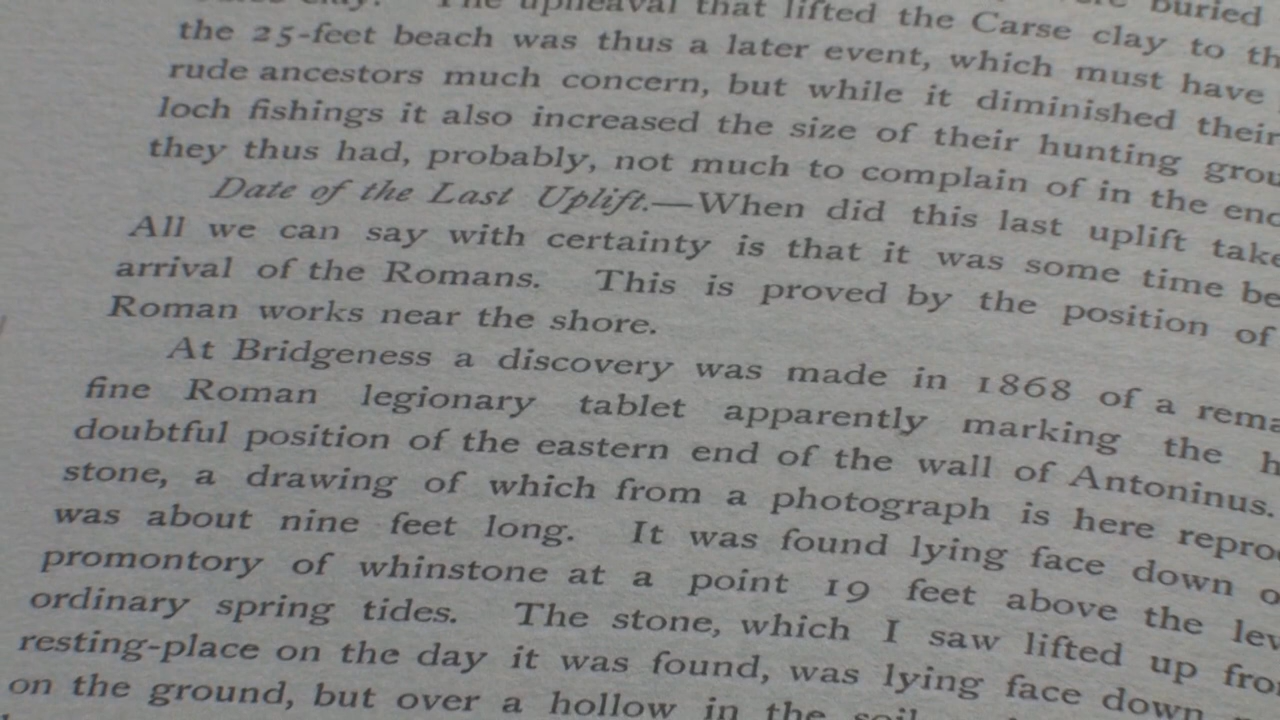 clay. The upheaval that lifted the Carse clay to
the 25-feet beach was thus a later event, which must have
rude ancestors much concern, but while it diminished their
loch fishings it also increased the size of their hunting
they thus had, probably, not much to complain of in the
Date of the Last Uplift.—When did this last uplift take
All we can say with certainty is that it was some time
arrival of the Romans. This is proved by the position of
Roman works near the shore.
At Bridgeness a discovery was made in 1868 of a
fine Roman legionary tablet apparently marking the
doubtful position of the eastern end of the wall of Antoninus.
stone, a drawing of which from a photograph is here
was about nine feet long. It was found lying face down
promontory of whinstone at a point 19 feet above the
ordinary spring tides. The stone, which I saw lifted up
resting-place on the day it was found, was lying face down
on the ground, but over a hollow in the soil